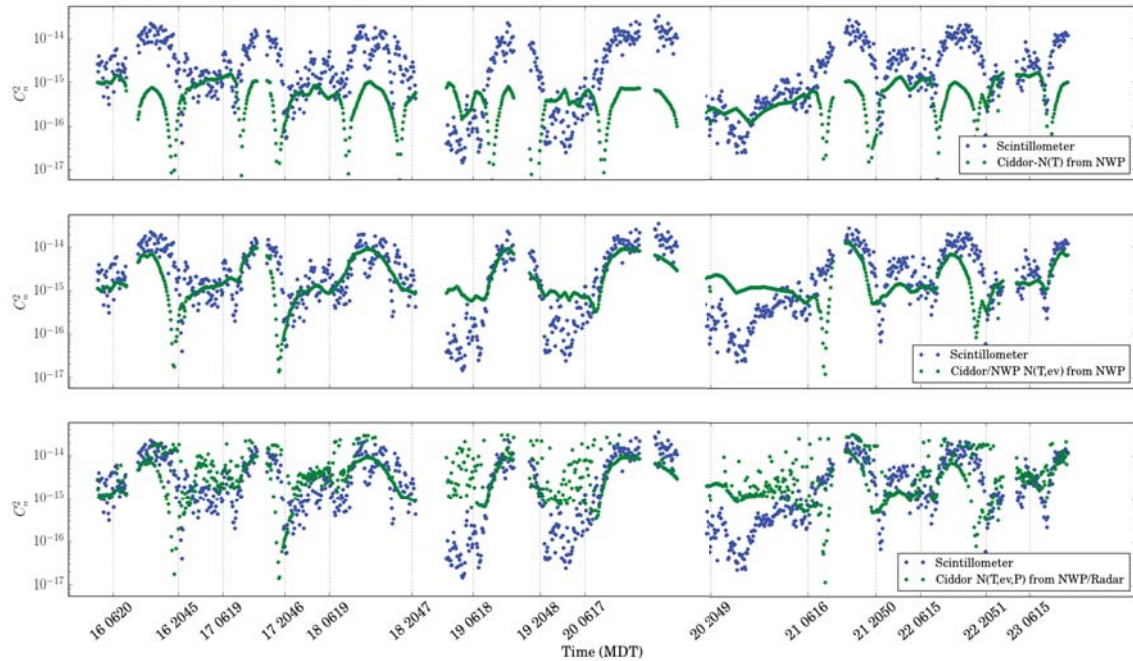 10⁻¹⁴
10⁻¹⁵
10⁻¹⁶
10⁻¹⁷
C²ₙ
Scintillometer
Ciddor-N(T) from NWP
10⁻¹⁴
10⁻¹⁵
10⁻¹⁶
10⁻¹⁷
C²ₙ
Scintillometer
Ciddor/NWP N(T,ev) from NWP
10⁻¹⁴
10⁻¹⁵
10⁻¹⁶
10⁻¹⁷
C²ₙ
Scintillometer
Ciddor N(T,ev,P) from NWP/Radar
16 0620
16 2045
17 0619
17 2046
18 0619
18 2047
19 0618
19 2048
20 0617
20 2049
21 0616
21 2050
22 0615
22 2051
23 0615
Time (MDT)